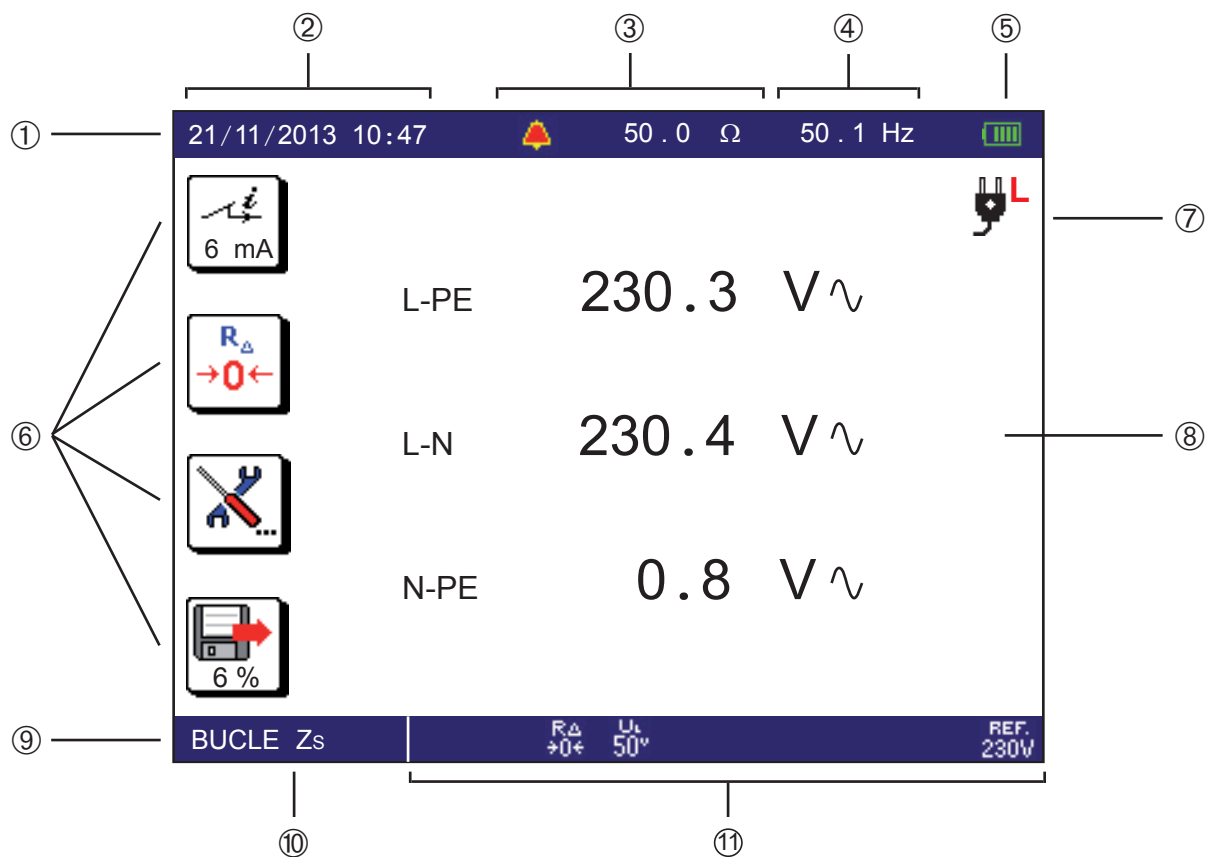 ② ③ ④ ⑤
① 21/11/2013 10:47 50.0 Ω 50.1 Hz
L ⑦
i
6 mA
L-PE 230.3 V
RΔ
→0←
⑥ L-N 230.4 V ⑧
...
N-PE 0.8 V
6 %
⑨ BUCLE Zs RΔ →0← UL 50V REF. 230V
⑩ ⑪